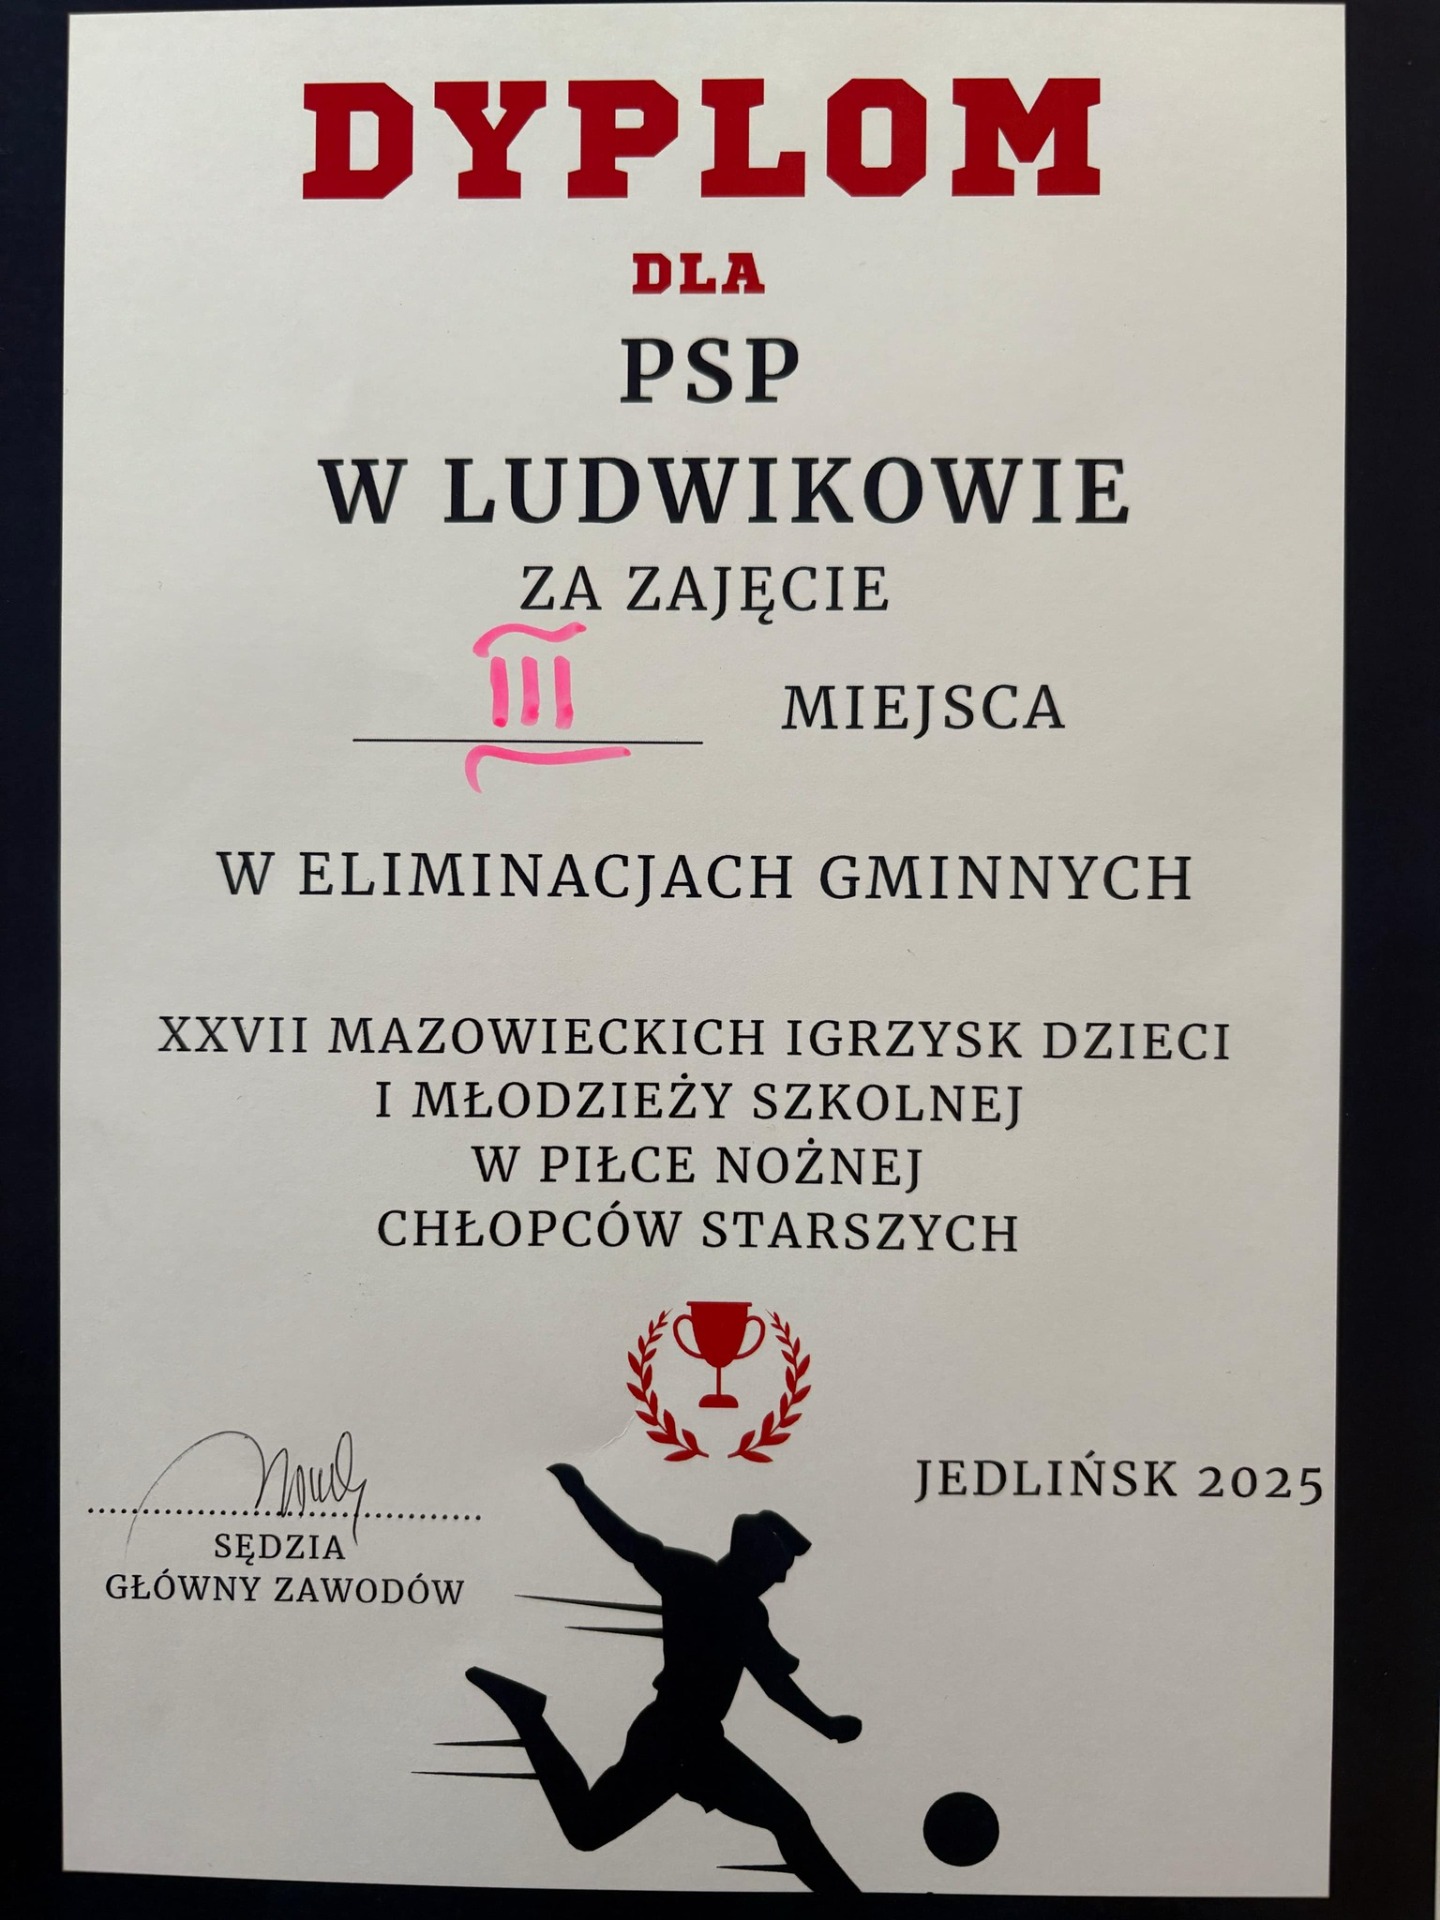 DYPLOM
DLA
PSP
W LUDWIKOWIE
ZA ZAJĘCIE
III MIEJSCA
W ELIMINACJACH GMINNYCH
XXVII MAZOWIECKICH IGRZYSK DZIECI
I MŁODZIEŻY SZKOLNEJ
W PIŁCE NOŻNEJ
CHŁOPCÓW STARSZYCH
JEDLIŃSK 2025
SĘDZIA
GŁÓWNY ZAWODÓW